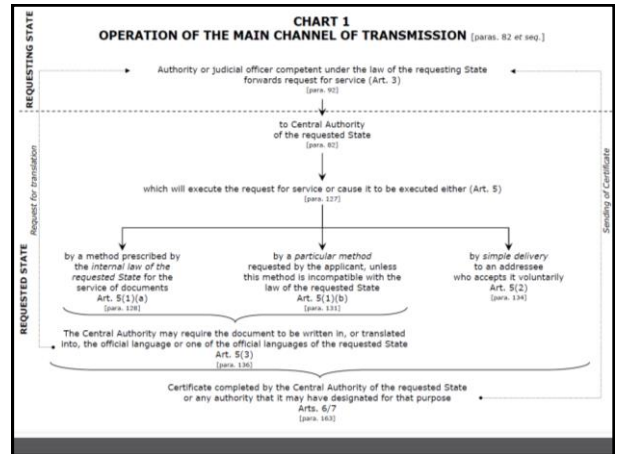 CHART 1
OPERATION OF THE MAIN CHANNEL OF TRANSMISSION [paras. 82 et seq.]
REQUESTING STATE
Authority or judicial officer competent under the law of the requesting State
forwards request for service (Art. 3)
[para. 92]
to Central Authority
of the requested State
[para. 82]
Request for translation
Sending of Certificate
REQUESTED STATE
which will execute the request for service or cause it to be executed either (Art. 5)
[para. 127]
by a method prescribed by
the internal law of the
requested State for the
service of documents
Art. 5(1)(a)
[para. 128]
by a particular method
requested by the applicant, unless
this method is incompatible with the
law of the requested State
Art. 5(1)(b)
[para. 131]
by simple delivery
to an addressee
who accepts it voluntarily
Art. 5(2)
[para. 134]
The Central Authority may require the document to be written in, or translated
into, the official language or one of the official languages of the requested State
Art. 5(3)
[para. 136]
Certificate completed by the Central Authority of the requested State
or any authority that it may have designated for that purpose
Arts. 6/7
[para. 163]